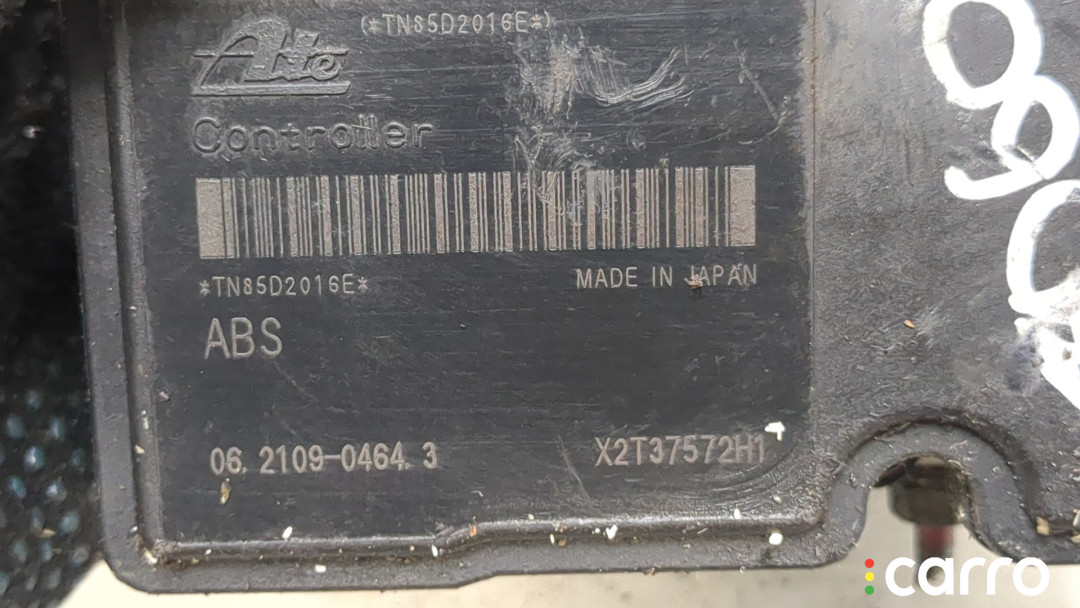 (*TN85D2016E*)
Ate
Controller
*TN85D2016E*
MADE IN JAPAN
ABS
06.2109-0464.3
X2T37572H1
carro